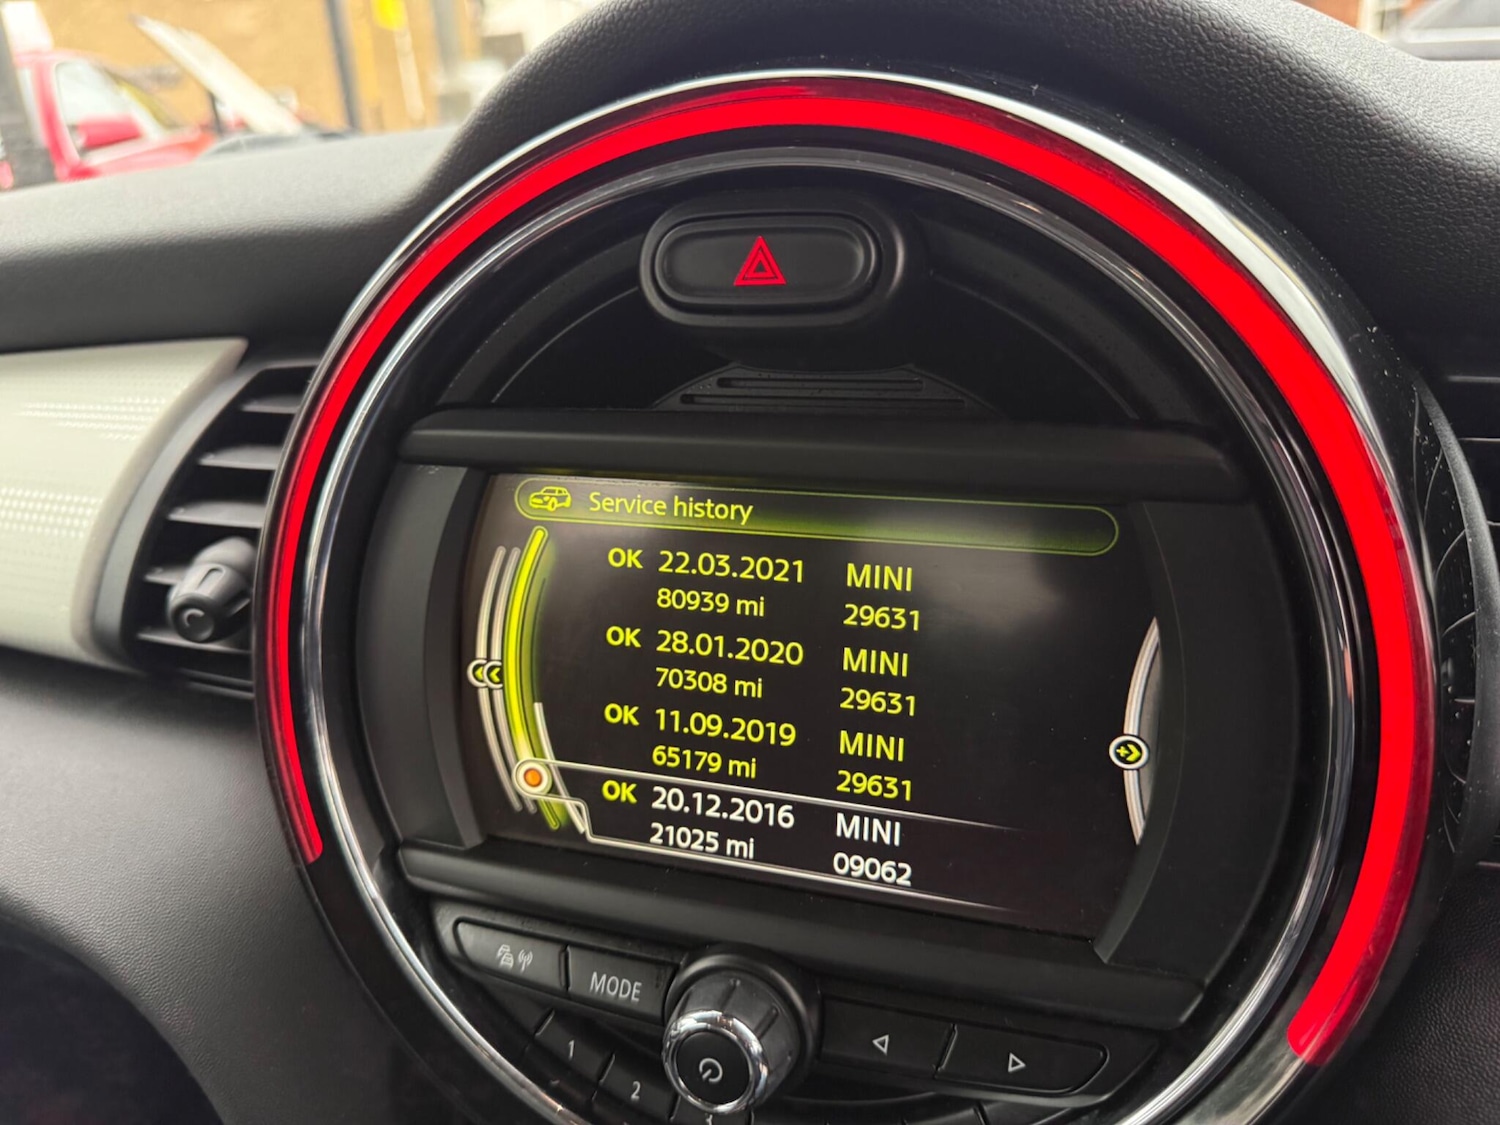 Service history
OK 22.03.2021 MINI
80939 mi 29631
OK 28.01.2020 MINI
70308 mi 29631
OK 11.09.2019 MINI
65179 mi 29631
OK 20.12.2016 MINI
21025 mi 09062
MODE
1
2